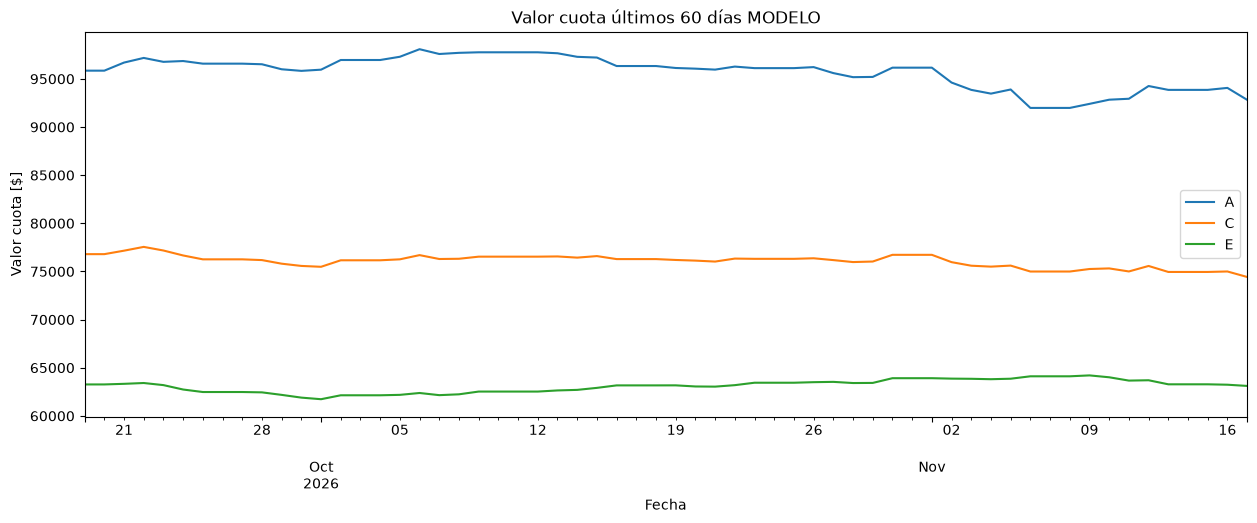 Valor cuota últimos 60 días MODELO
Valor cuota [$]
95000
90000
85000
80000
75000
70000
65000
60000
A
C
E
21 28 05 12 19 26 02 09 16
Oct Nov
2026
Fecha